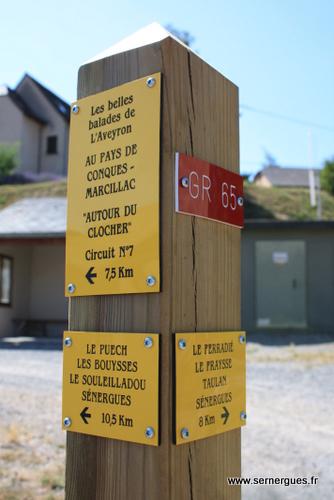 Les belles
balades de
L'Aveyron
AU PAYS DE
CONQUES -
MARCILLAC
"AUTOUR DU
CLOCHER"
Circuit N°7
← 7,5 Km
GR 65
LE PUECH
LES BOUYSSES
LE SOULEILLADOU
SÉNERGUES
← 10,5 Km
LE PERRADIÉ
LE FRAYSSE
TAULAN
SÉNERGUES
8 Km →
www.sernergues.fr